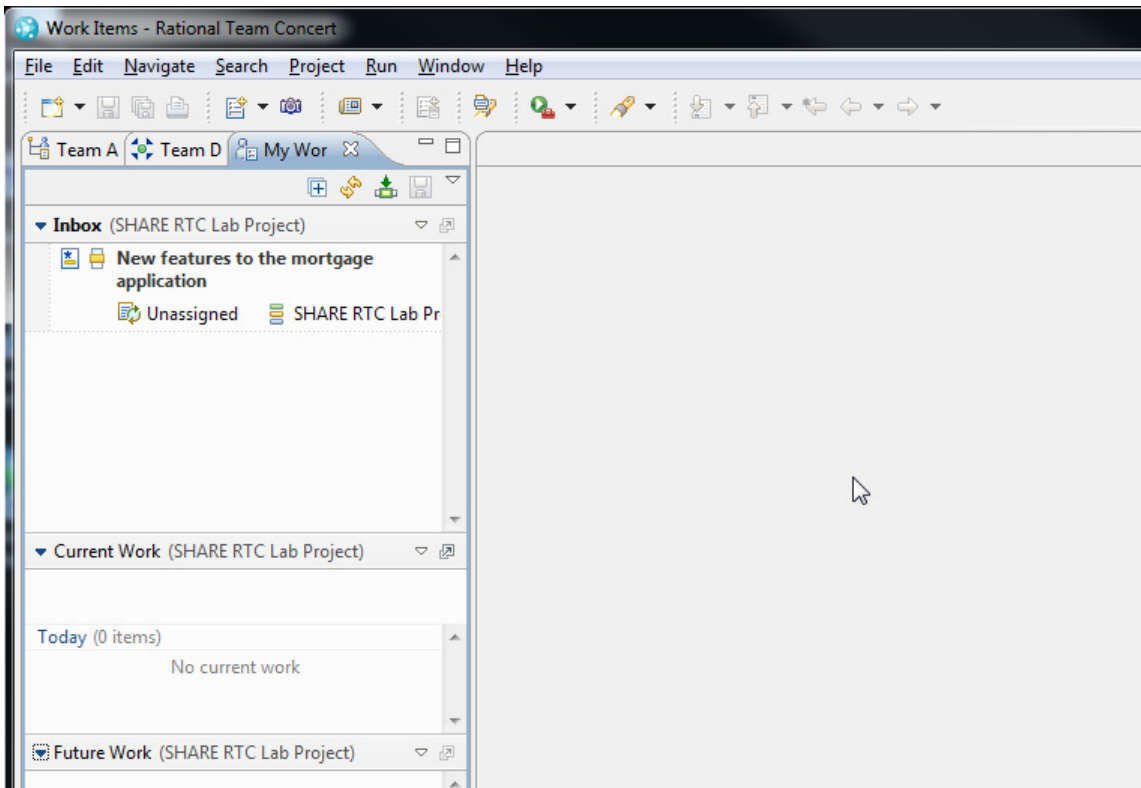 Work Items - Rational Team Concert
File Edit Navigate Search Project Run Window Help
Team A Team D My Wor
Inbox (SHARE RTC Lab Project)
New features to the mortgage
application
Unassigned SHARE RTC Lab Pr
Current Work (SHARE RTC Lab Project)
Today (0 items)
No current work
Future Work (SHARE RTC Lab Project)